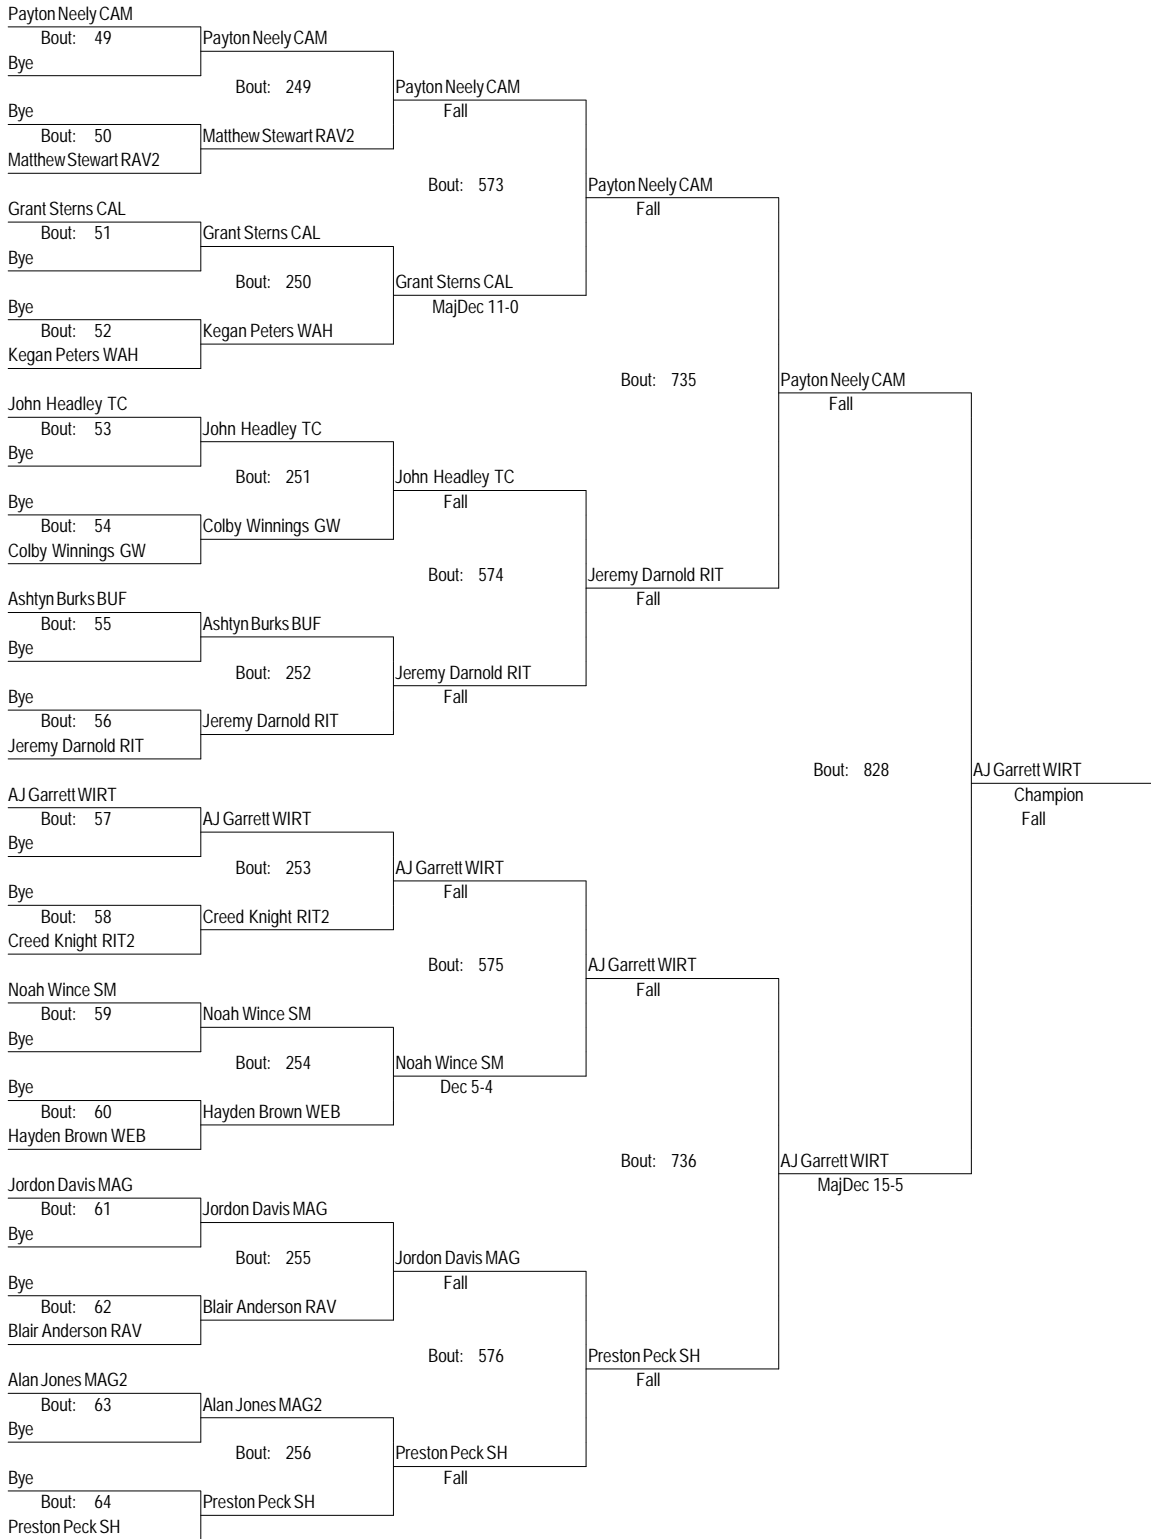 Payton Neely CAM
Bout: 49 Payton Neely CAM
Bye
Bout: 249 Payton Neely CAM
Bye Fall
Bout: 50 Matthew Stewart RAV2
Matthew Stewart RAV2
Bout: 573 Payton Neely CAM
Grant Sterns CAL Fall
Bout: 51 Grant Sterns CAL
Bye
Bout: 250 Grant Sterns CAL
Bye MajDec 11-0
Bout: 52 Kegan Peters WAH
Kegan Peters WAH
Bout: 735 Payton Neely CAM
John Headley TC Fall
Bout: 53 John Headley TC
Bye
Bout: 251 John Headley TC
Bye Fall
Bout: 54 Colby Winnings GW
Colby Winnings GW
Bout: 574 Jeremy Darnold RIT
Ashtyn Burks BUF Fall
Bout: 55 Ashtyn Burks BUF
Bye
Bout: 252 Jeremy Darnold RIT
Bye Fall
Bout: 56 Jeremy Darnold RIT
Jeremy Darnold RIT
Bout: 828 AJ Garrett WIRT
AJ Garrett WIRT Champion
Bout: 57 AJ Garrett WIRT Fall
Bye
Bout: 253 AJ Garrett WIRT
Bye Fall
Bout: 58 Creed Knight RIT2
Creed Knight RIT2
Bout: 575 AJ Garrett WIRT
Noah Wince SM Fall
Bout: 59 Noah Wince SM
Bye
Bout: 254 Noah Wince SM
Bye Dec 5-4
Bout: 60 Hayden Brown WEB
Hayden Brown WEB
Bout: 736 AJ Garrett WIRT
Jordon Davis MAG MajDec 15-5
Bout: 61 Jordon Davis MAG
Bye
Bout: 255 Jordon Davis MAG
Bye Fall
Bout: 62 Blair Anderson RAV
Blair Anderson RAV
Bout: 576 Preston Peck SH
Alan Jones MAG2 Fall
Bout: 63 Alan Jones MAG2
Bye
Bout: 256 Preston Peck SH
Bye Fall
Bout: 64 Preston Peck SH
Preston Peck SH